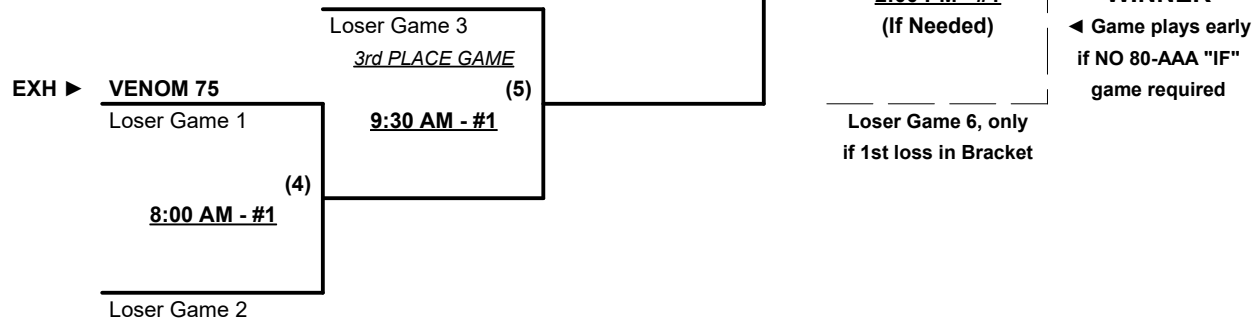 Loser Game 3
(If Needed)
◄ Game plays early
3rd PLACE GAME
if NO 80-AAA "IF"
EXH ► VENOM 75
(5)
game required
Loser Game 1
9:30 AM - #1
Loser Game 6, only
if 1st loss in Bracket
(4)
8:00 AM - #1
Loser Game 2